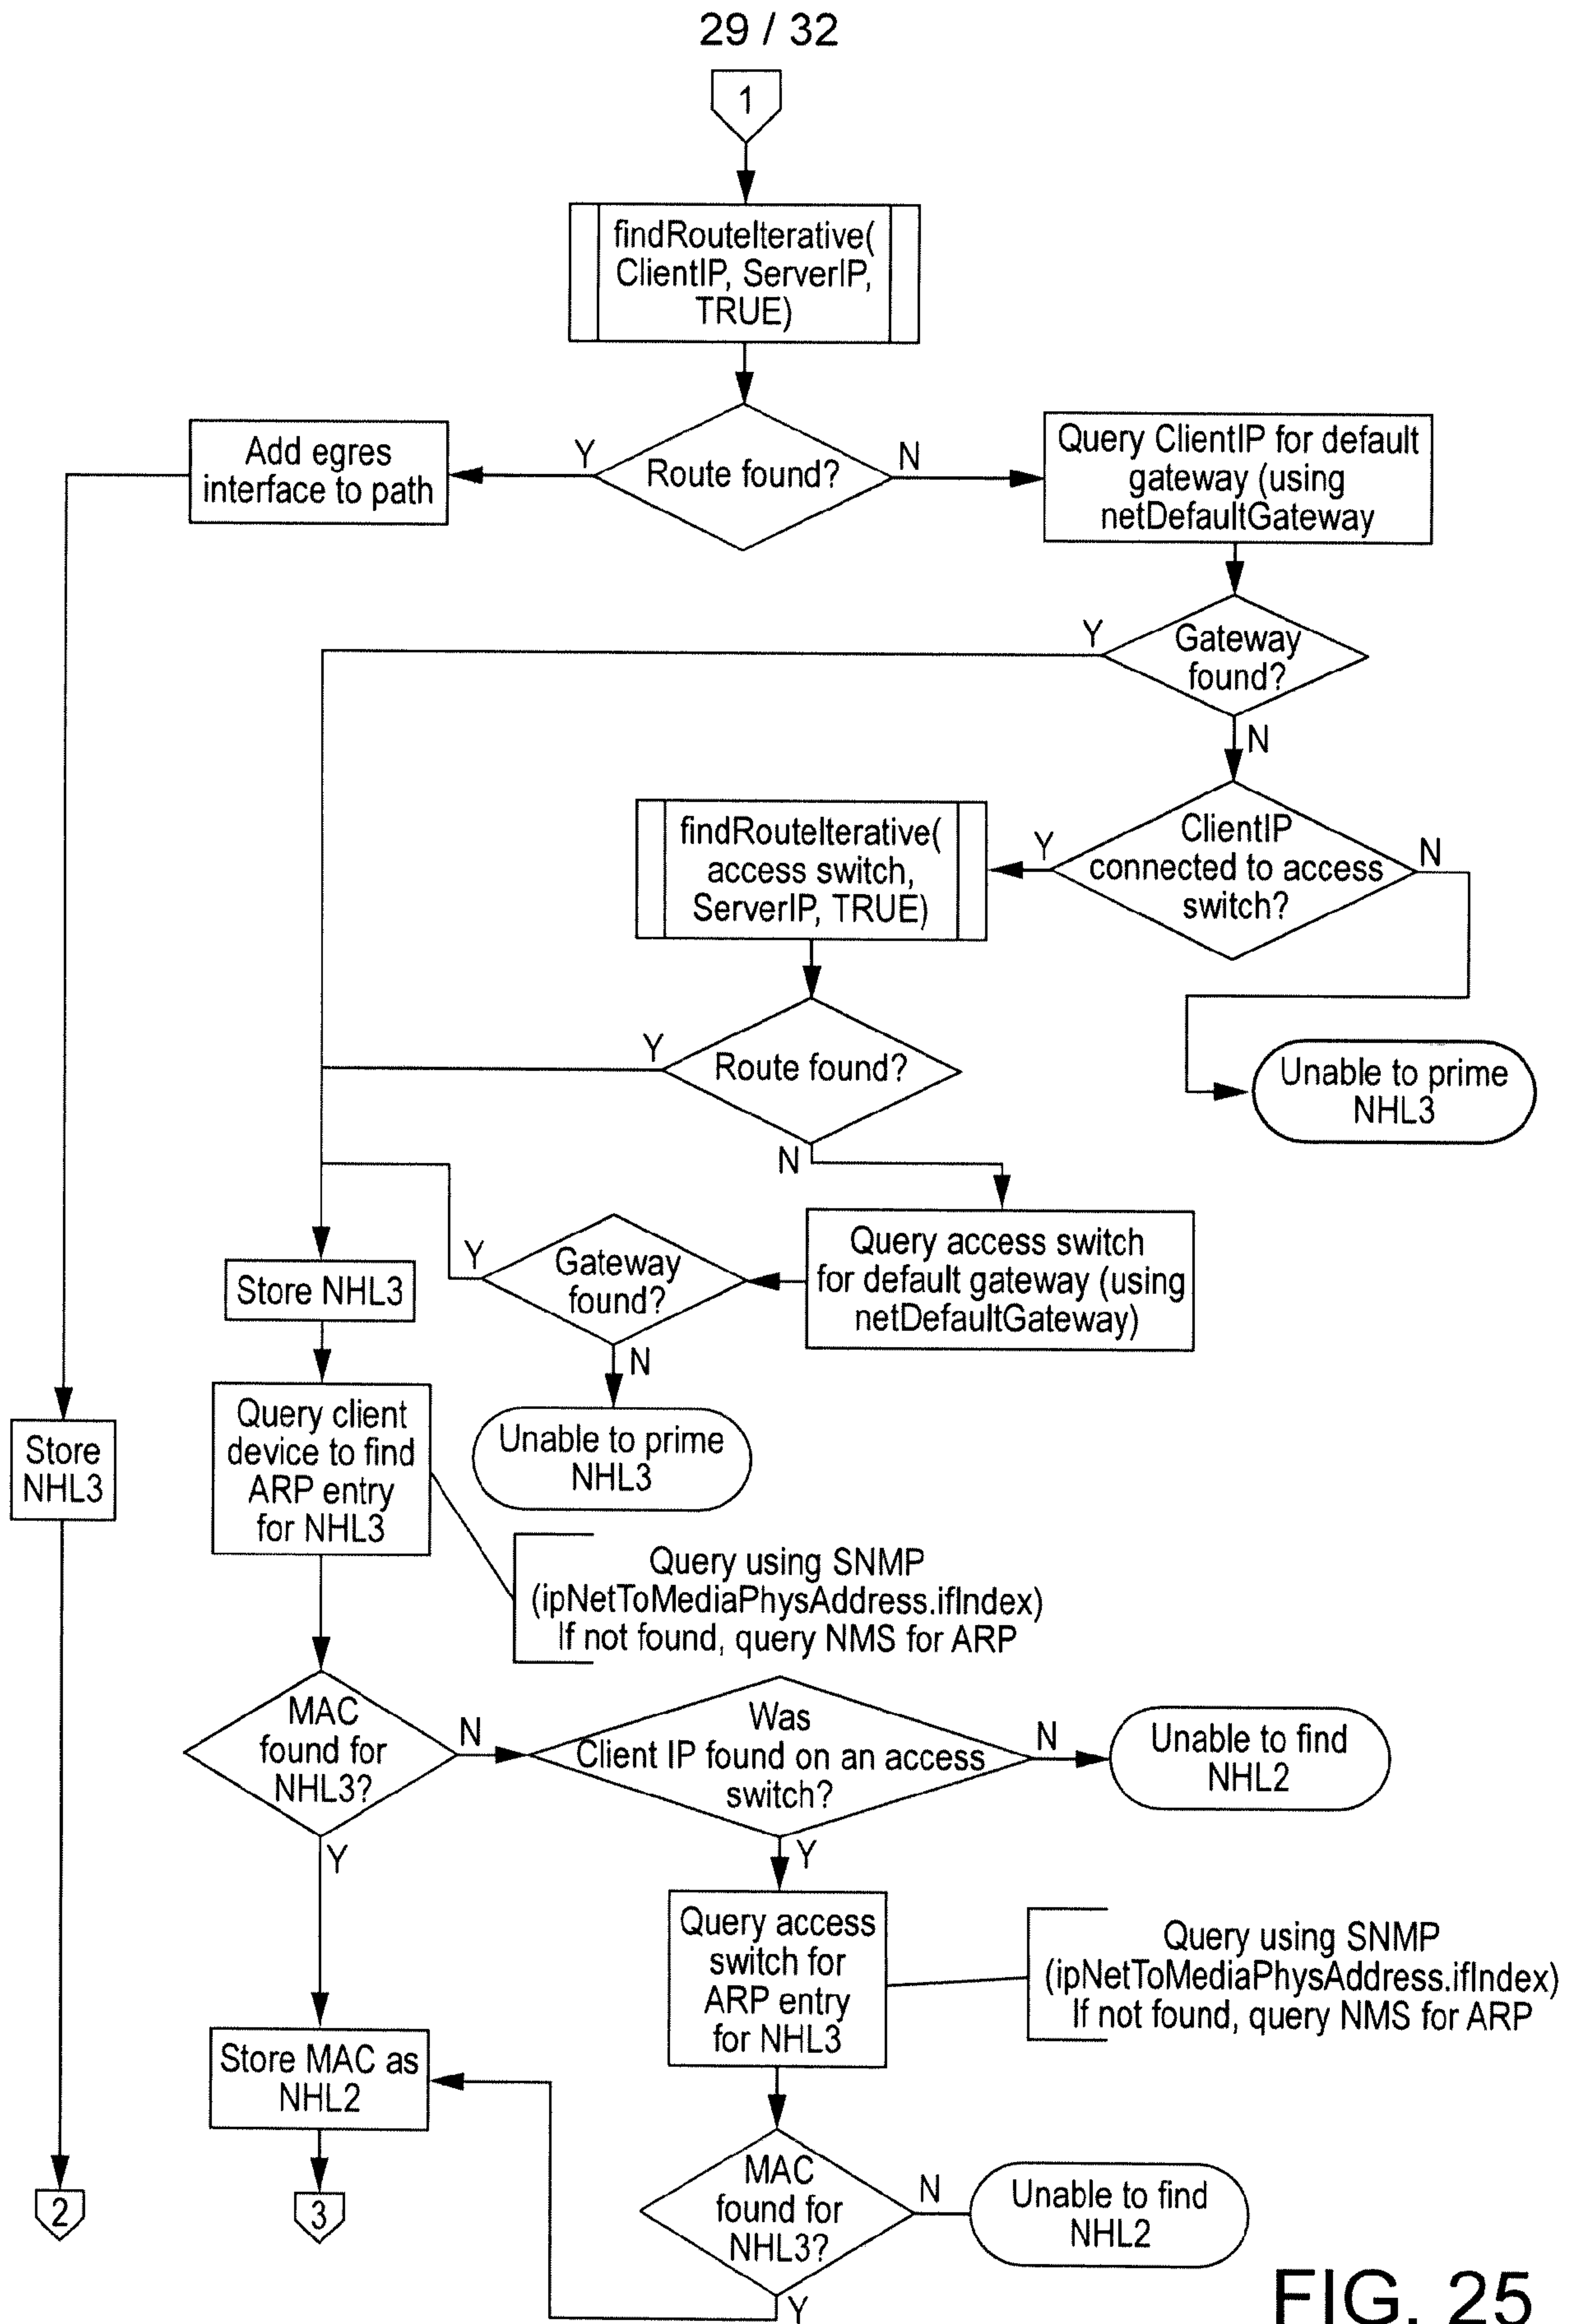 29 / 32
1
findRouteIterative(
ClientIP, ServerIP,
TRUE)
Add egres
interface to path
Y
Route found?
N
Query ClientIP for default
gateway (using
netDefaultGateway
Y
Gateway
found?
N
findRouteIterative(
access switch,
ServerIP, TRUE)
Y
ClientIP
connected to access
switch?
N
Y
Route found?
N
Unable to prime
NHL3
Store NHL3
Y
Gateway
found?
N
Query access switch
for default gateway (using
netDefaultGateway)
Store
NHL3
Query client
device to find
ARP entry
for NHL3
Unable to prime
NHL3
Query using SNMP
(ipNetToMediaPhysAddress.ifIndex)
If not found, query NMS for ARP
MAC
found for
NHL3?
N
Y
Was
Client IP found on an access
switch?
N
Y
Unable to find
NHL2
Query access
switch for
ARP entry
for NHL3
Query using SNMP
(ipNetToMediaPhysAddress.ifIndex)
If not found, query NMS for ARP
Store MAC as
NHL2
2
3
MAC
found for
NHL3?
N
Y
Unable to find
NHL2
FIG. 25